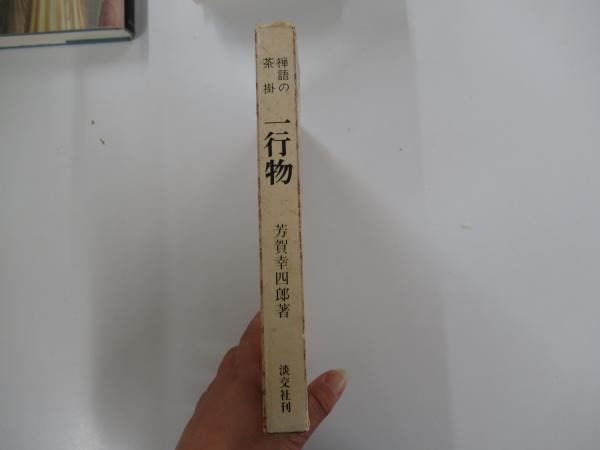 禅語の
茶掛
一行物
芳賀幸四郎著
淡交社刊